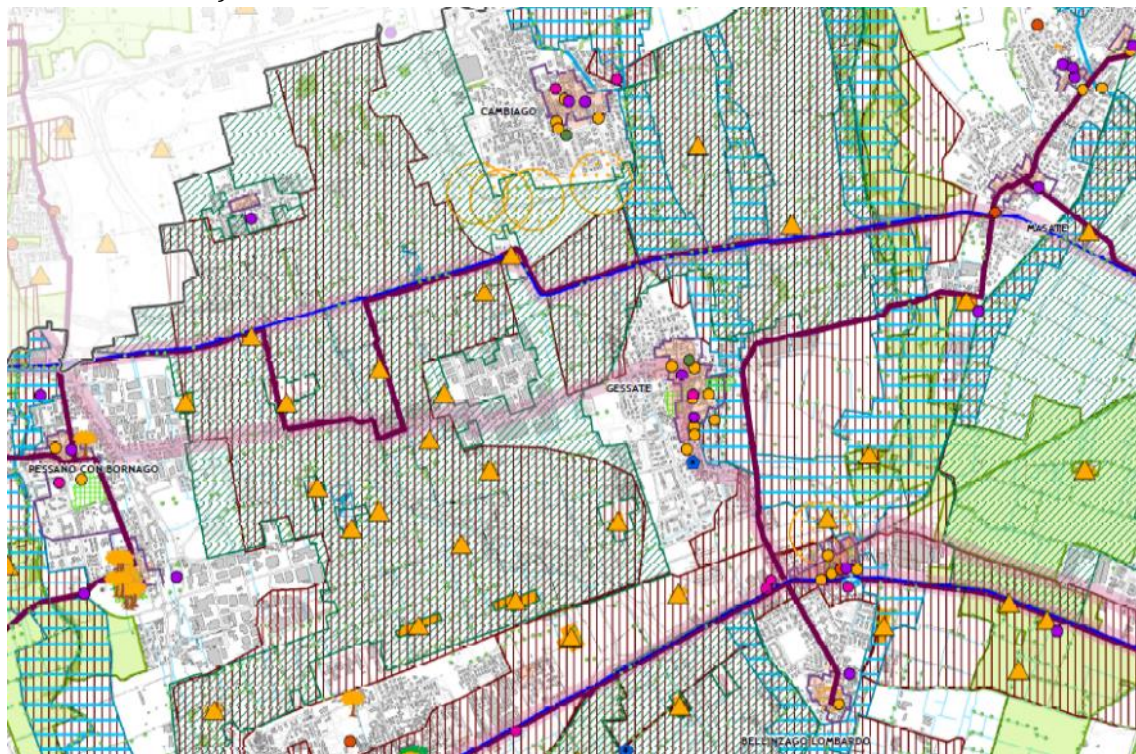 CAMBIAGO
MASATE
GESSATE
PESSANO CON BORNAGO
BELLINZAGO LOMBARDO